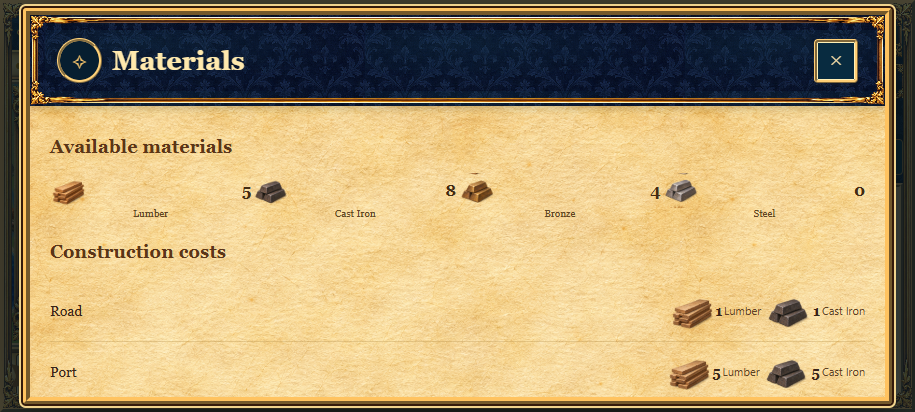 Materials
×
Available materials
5 8 4 0
Lumber Cast Iron Bronze Steel
Construction costs
Road 1 Lumber 1 Cast Iron
Port 5 Lumber 5 Cast Iron